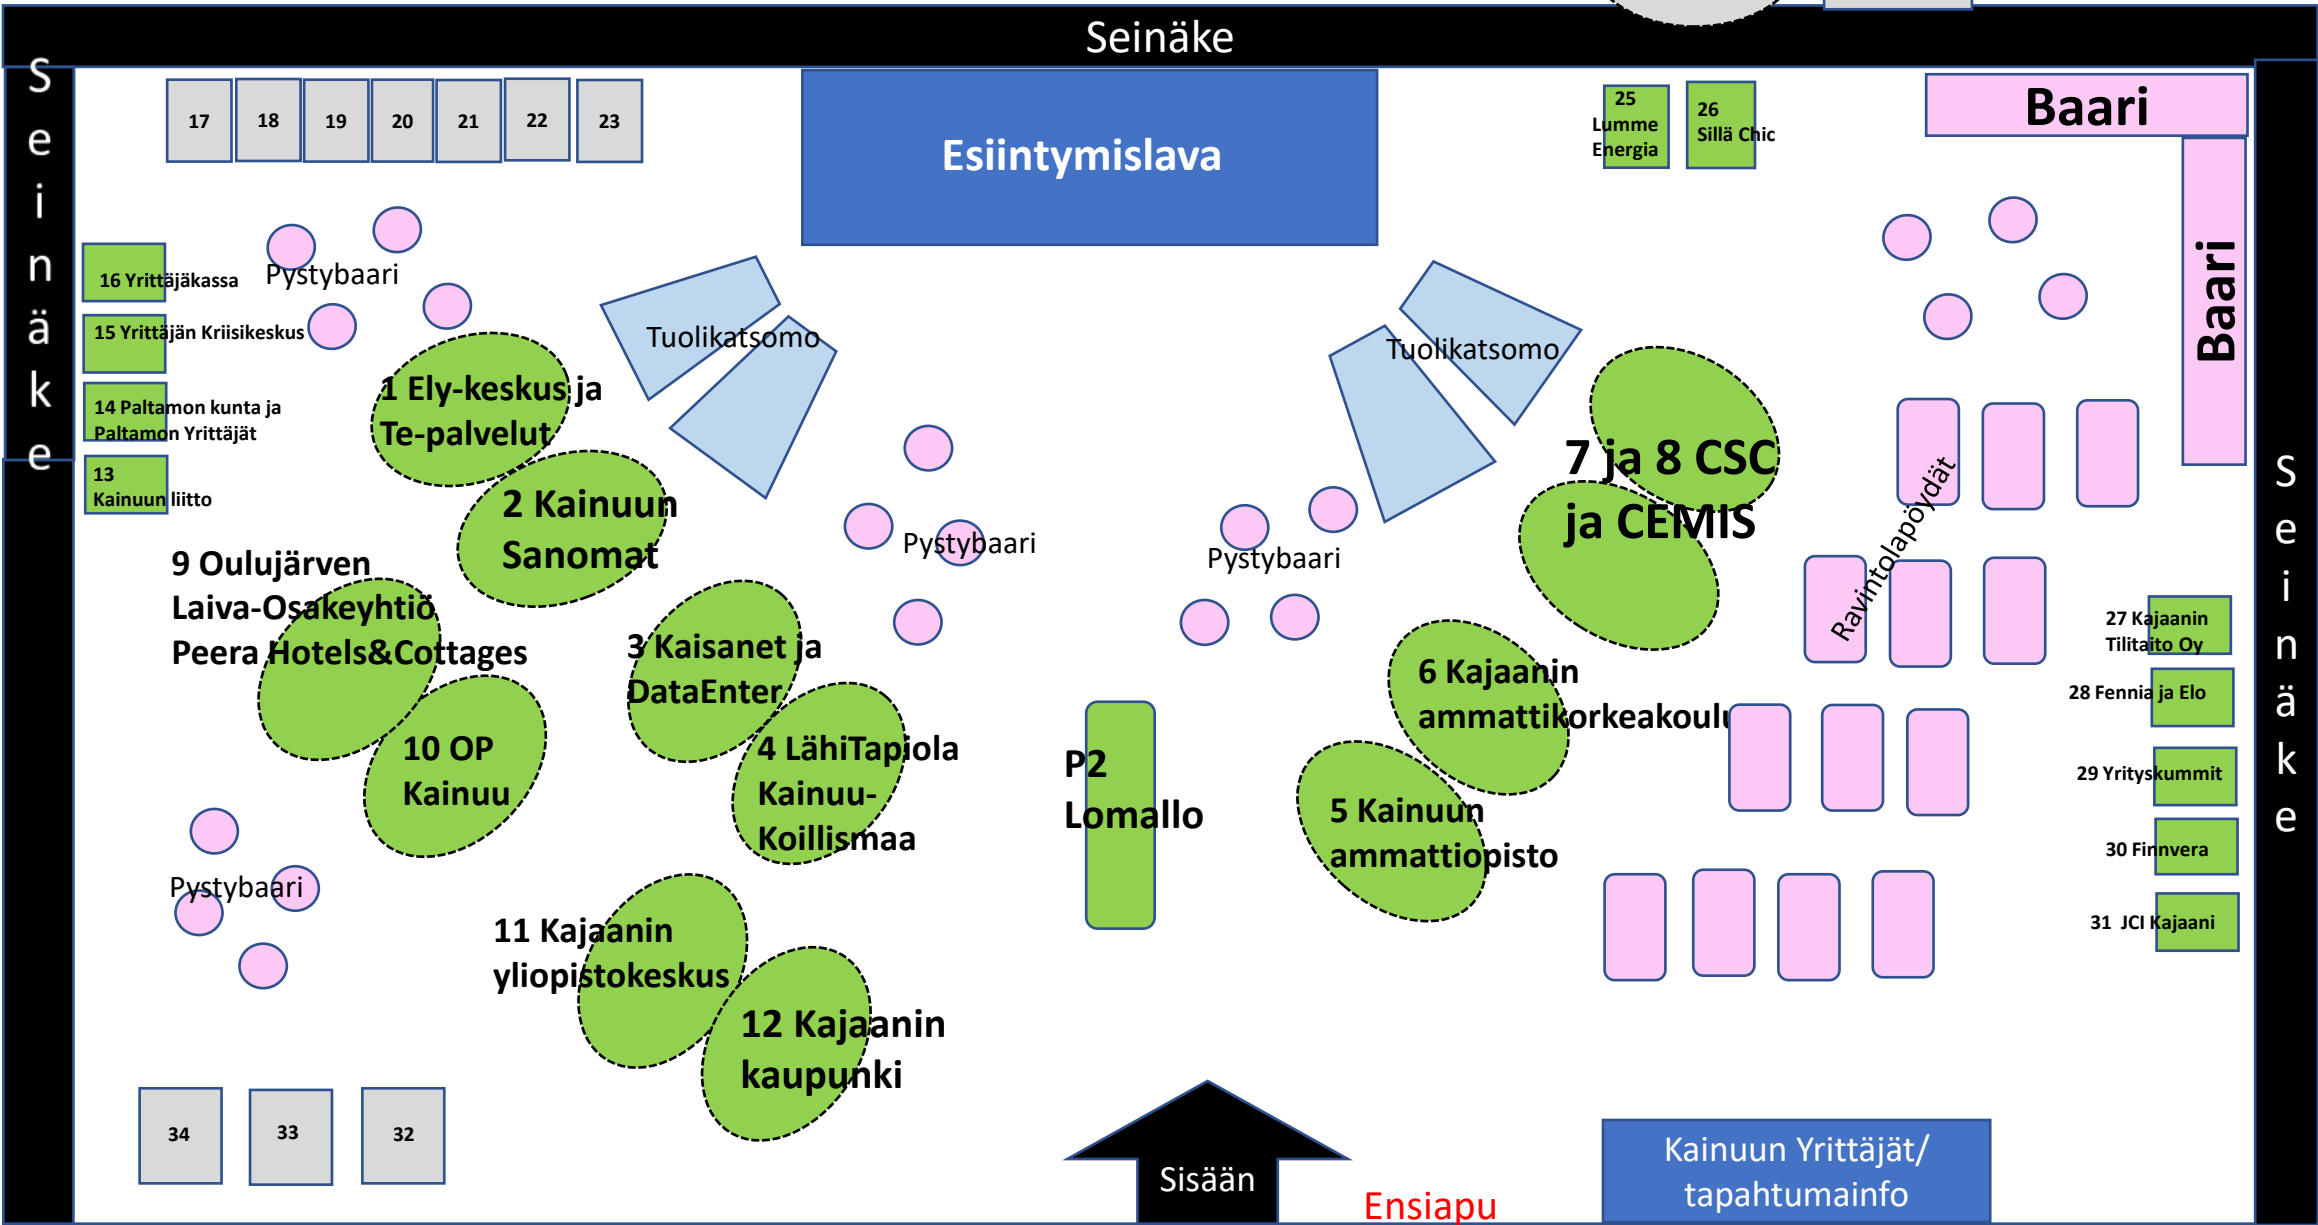 Seinäke
Seinäke
Seinäke
17
18
19
20
21
22
23
Esiintymislava
25
Lumme
Energia
26
Sillä Chic
Baari
Baari
16 Yrittäjäkassa
Pystybaari
15 Yrittäjän Kriisikeskus
14 Paltamon kunta ja
Paltamon Yrittäjät
13
Kainuun liitto
Tuolikatsomo
Tuolikatsomo
1 Ely-keskus ja
Te-palvelut
2 Kainuun
Sanomat
7 ja 8 CSC
ja CEMIS
Pystybaari
Pystybaari
Ravintolapöydät
9 Oulujärven
Laiva-Osakeyhtiö
Peera Hotels&Cottages
3 Kaisanet ja
DataEnter
6 Kajaanin
ammattikorkeakoulu
10 OP
Kainuu
4 LähiTapiola
Kainuu-
Koillismaa
P2
Lomallo
5 Kainuun
ammattiopisto
27 Kajaanin
Tilitaito Oy
28 Fennia ja Elo
29 Yrityskummit
30 Finnvera
31 JCI Kajaani
Pystybaari
11 Kajaanin
yliopistokeskus
12 Kajaanin
kaupunki
34
33
32
Sisään
Ensiapu
Kainuun Yrittäjät/
tapahtumainfo